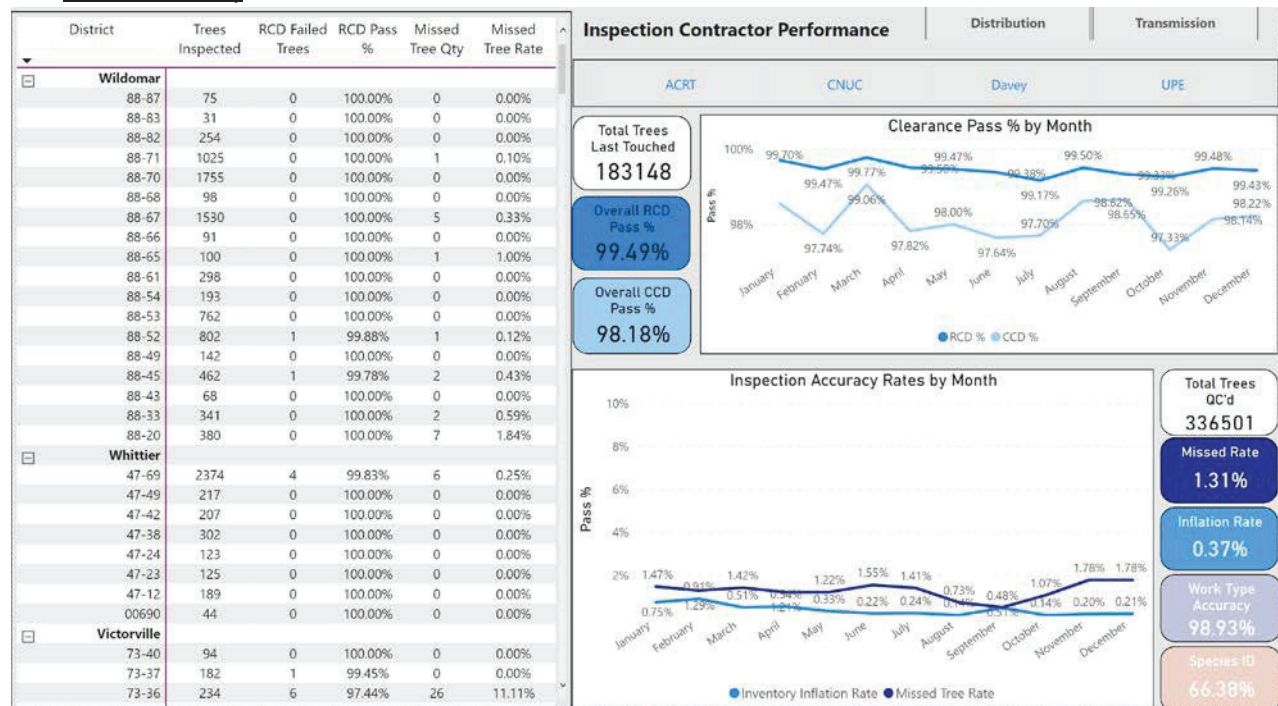 District Trees Inspected RCD Failed Trees RCD Pass % Missed Tree Qty Missed Tree Rate
Wildomar
88-87 75 0 100.00% 0 0.00%
88-83 31 0 100.00% 0 0.00%
88-82 254 0 100.00% 0 0.00%
88-71 1025 0 100.00% 1 0.10%
88-70 1755 0 100.00% 0 0.00%
88-68 98 0 100.00% 0 0.00%
88-67 1530 0 100.00% 5 0.33%
88-66 91 0 100.00% 0 0.00%
88-65 100 0 100.00% 1 1.00%
88-61 298 0 100.00% 0 0.00%
88-54 193 0 100.00% 0 0.00%
88-53 762 0 100.00% 0 0.00%
88-52 802 1 99.88% 1 0.12%
88-49 142 0 100.00% 0 0.00%
88-45 462 1 99.78% 2 0.43%
88-43 68 0 100.00% 0 0.00%
88-33 341 0 100.00% 2 0.59%
88-20 380 0 100.00% 7 1.84%
Whittier
47-69 2374 4 99.83% 6 0.25%
47-49 217 0 100.00% 0 0.00%
47-42 207 0 100.00% 0 0.00%
47-38 302 0 100.00% 0 0.00%
47-24 123 0 100.00% 0 0.00%
47-23 125 0 100.00% 0 0.00%
47-12 189 0 100.00% 0 0.00%
00690 44 0 100.00% 0 0.00%
Victorville
73-40 94 0 100.00% 0 0.00%
73-37 182 1 99.45% 0 0.00%
73-36 234 6 97.44% 26 11.11%
Inspection Contractor Performance
Distribution Transmission
ACRT CNUC Davey UPE
Total Trees
Last Touched
183148
Overall RCD
Pass %
99.49%
Overall CCD
Pass %
98.18%
Clearance Pass % by Month
Pass %
100%
98%
99.70% 99.47% 99.77% 99.47% 99.38% 99.17% 99.50% 99.33% 99.26% 99.48% 99.43%
97.74% 99.06% 97.82% 98.00% 97.64% 97.70% 98.62% 98.65% 97.33% 98.14% 98.22%
January February March April May June July August September October November December
RCD % CCD %
Inspection Accuracy Rates by Month
Pass %
10%
8%
6%
4%
2%
1.47% 0.91% 1.42% 1.22% 1.55% 1.41% 0.73% 0.48% 1.07% 1.78% 1.78%
0.75% 1.29% 0.51% 1.21% 0.33% 0.22% 0.24% 0.14% 0.20% 0.21%
January February March April May June July August September October November December
Inventory Inflation Rate Missed Tree Rate
Total Trees
QC'd
336501
Missed Rate
1.31%
Inflation Rate
0.37%
Work Type
Accuracy
98.93%
Species ID
66.38%